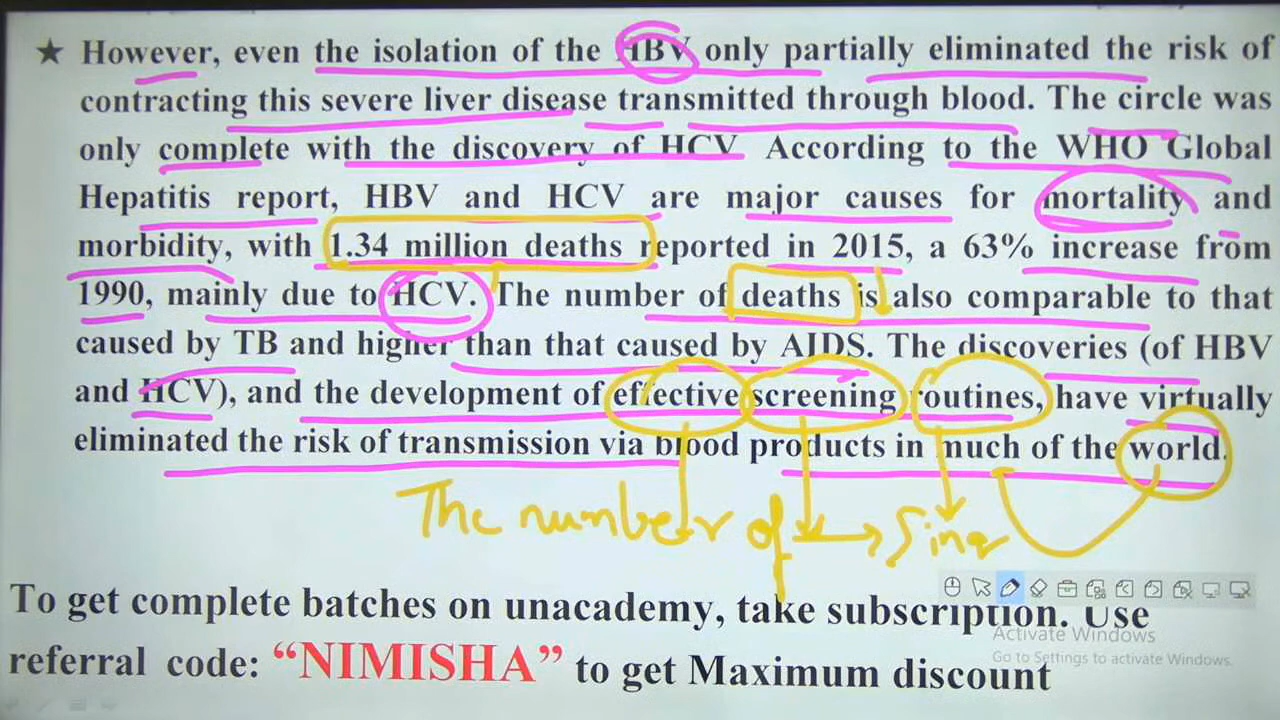 ★ However, even the isolation of the HBV only partially eliminated the risk of
contracting this severe liver disease transmitted through blood. The circle was
only complete with the discovery of HCV According to the WHO Global
Hepatitis report, HBV and HCV are major causes for mortality and
morbidity, with 1.34 million deaths reported in 2015, a 63% increase from
1990, mainly due to HCV. The number of deaths is also comparable to that
caused by TB and higher than that caused by AIDS. The discoveries (of HBV
and HCV), and the development of effective screening routines, have virtually
eliminated the risk of transmission via blood products in much of the world.
The number of → Sing
To get complete batches on unacademy, take subscription. Use
referral code: “NIMISHA” to get Maximum discount
Activate Windows
Go to Settings to activate Windows.